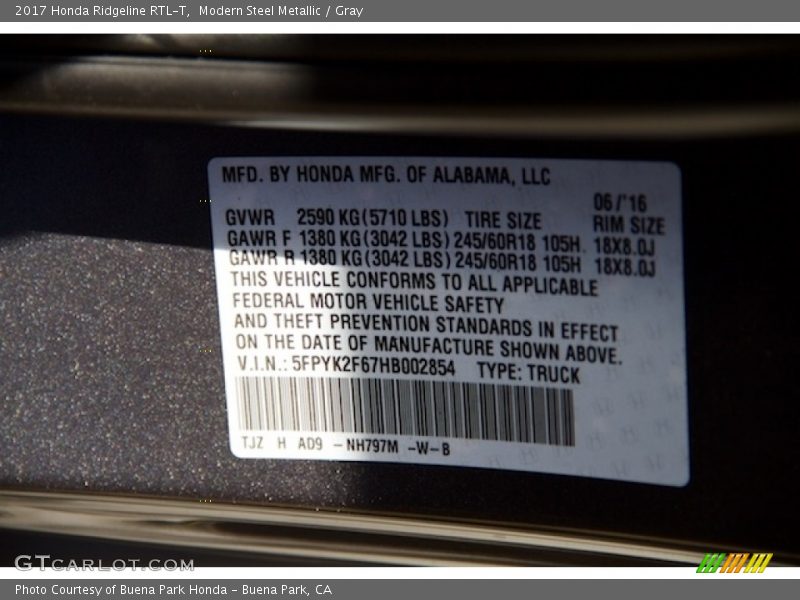 2017 Honda Ridgeline RTL-T, Modern Steel Metallic / Gray
MFD. BY HONDA MFG. OF ALABAMA, LLC
06/'16
GVWR 2590 KG(5710 LBS) TIRE SIZE RIM SIZE
GAWR F 1380 KG(3042 LBS) 245/60R18 105H. 18X8.0J
GAWR R 1380 KG(3042 LBS) 245/60R18 105H 18X8.0J
THIS VEHICLE CONFORMS TO ALL APPLICABLE
FEDERAL MOTOR VEHICLE SAFETY
AND THEFT PREVENTION STANDARDS IN EFFECT
ON THE DATE OF MANUFACTURE SHOWN ABOVE.
V.I.N.: 5FPYK2F67HB002854 TYPE: TRUCK
TJZ H AD9 -NH797M -W-B
GTCARLOT.COM
Photo Courtesy of Buena Park Honda - Buena Park, CA